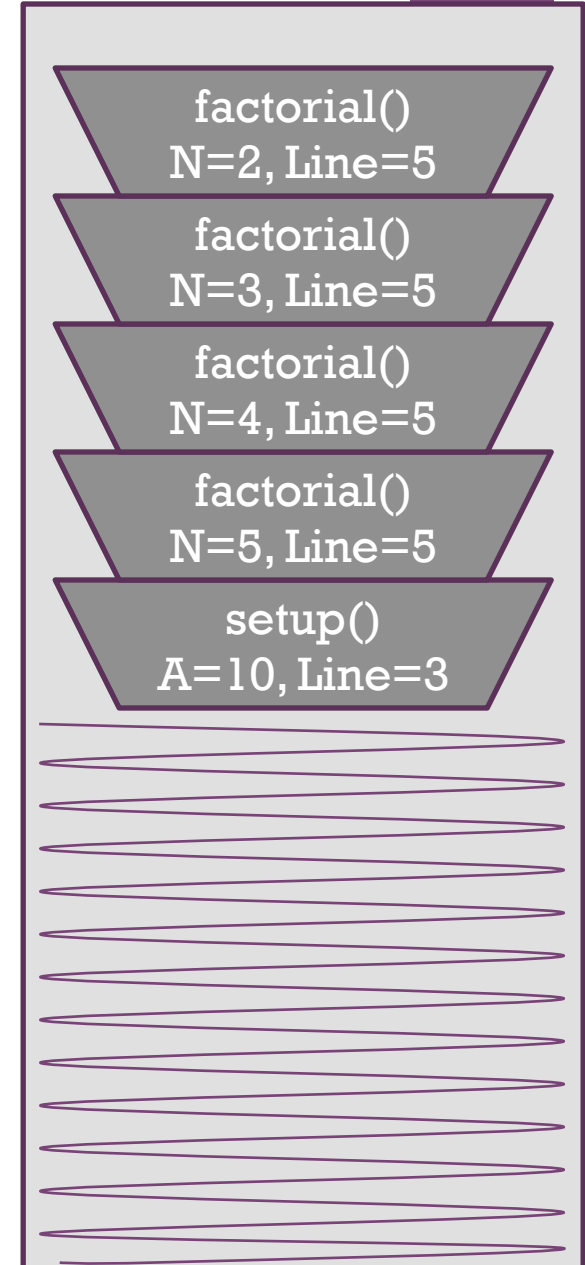 factorial()
N=2, Line=5
factorial()
N=3, Line=5
factorial()
N=4, Line=5
factorial()
N=5, Line=5
setup()
A=10, Line=3